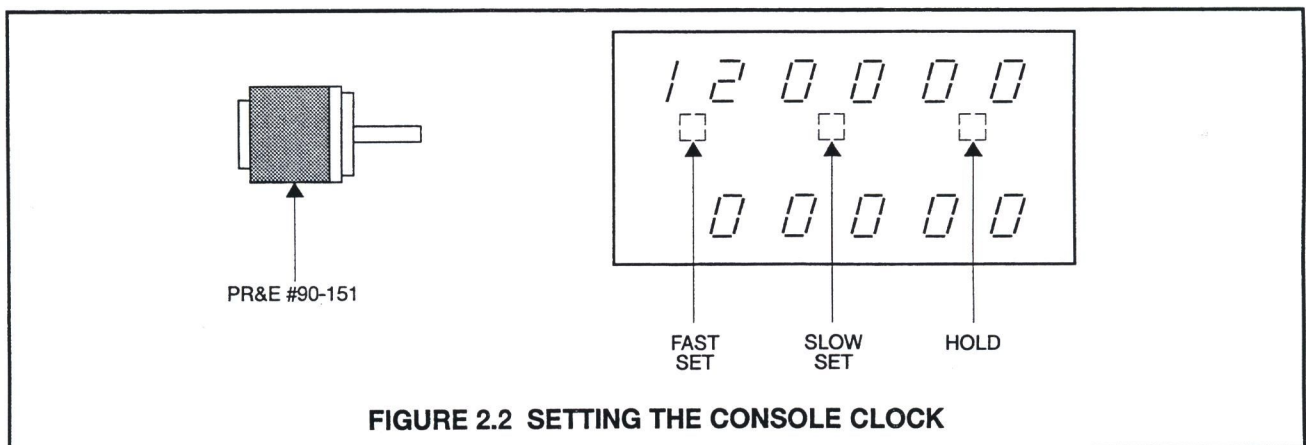 1 2 0 0 0 0
0 0 0 0 0
PR&E #90-151
FAST
SET
SLOW
SET
HOLD
FIGURE 2.2 SETTING THE CONSOLE CLOCK